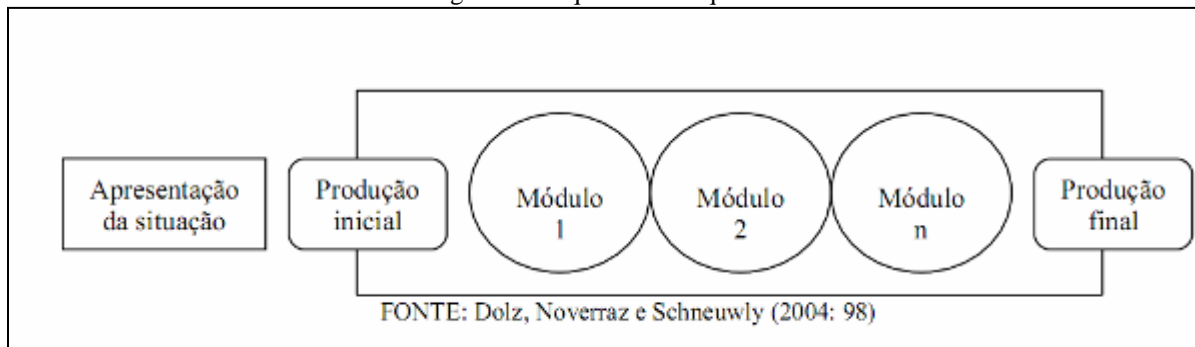 Apresentação
da situação
Produção
inicial
Módulo
1
Módulo
2
Módulo
n
Produção
final
FONTE: Dolz, Noverraz e Schneuwly (2004: 98)